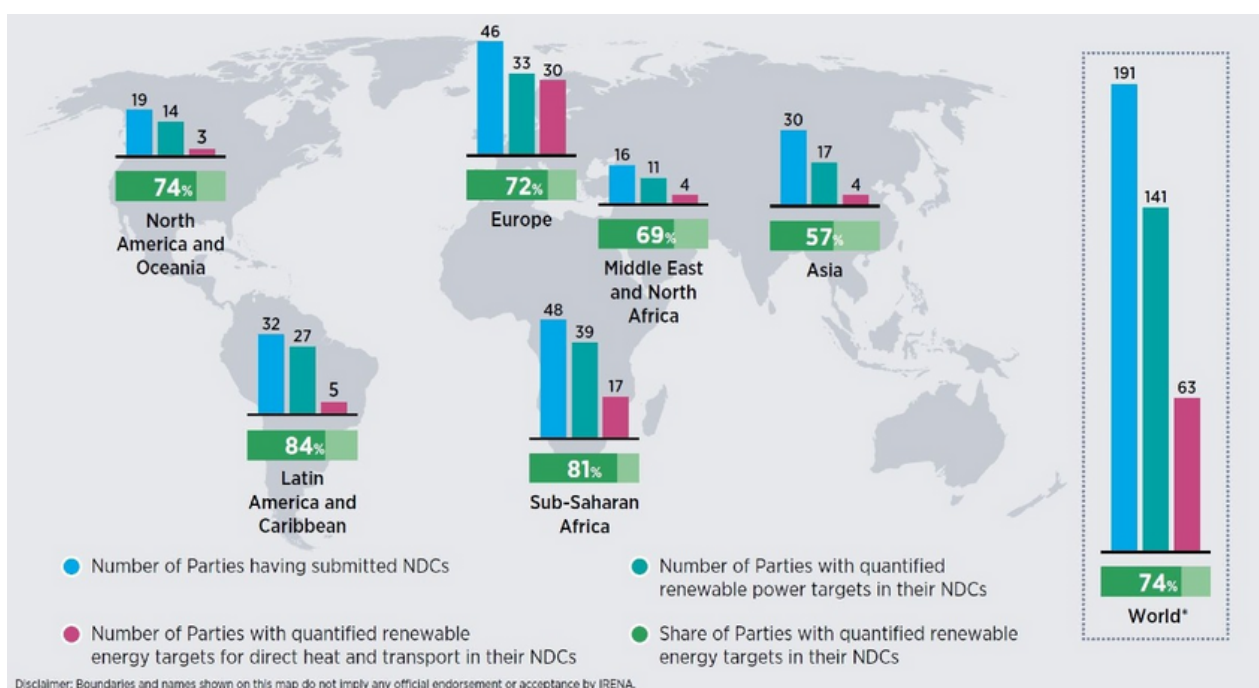 19
14
3
74%
North
America and
Oceania
46
33
30
72%
Europe
16
11
4
69%
Middle East
and North
Africa
30
17
4
57%
Asia
32
27
5
84%
Latin
America and
Caribbean
48
39
17
81%
Sub-Saharan
Africa
191
141
63
74%
World*
Number of Parties having submitted NDCs
Number of Parties with quantified
renewable power targets in their NDCs
Number of Parties with quantified renewable
energy targets for direct heat and transport in their NDCs
Share of Parties with quantified renewable
energy targets in their NDCs
Disclaimer: Boundaries and names shown on this map do not imply any official endorsement or acceptance by IRENA.